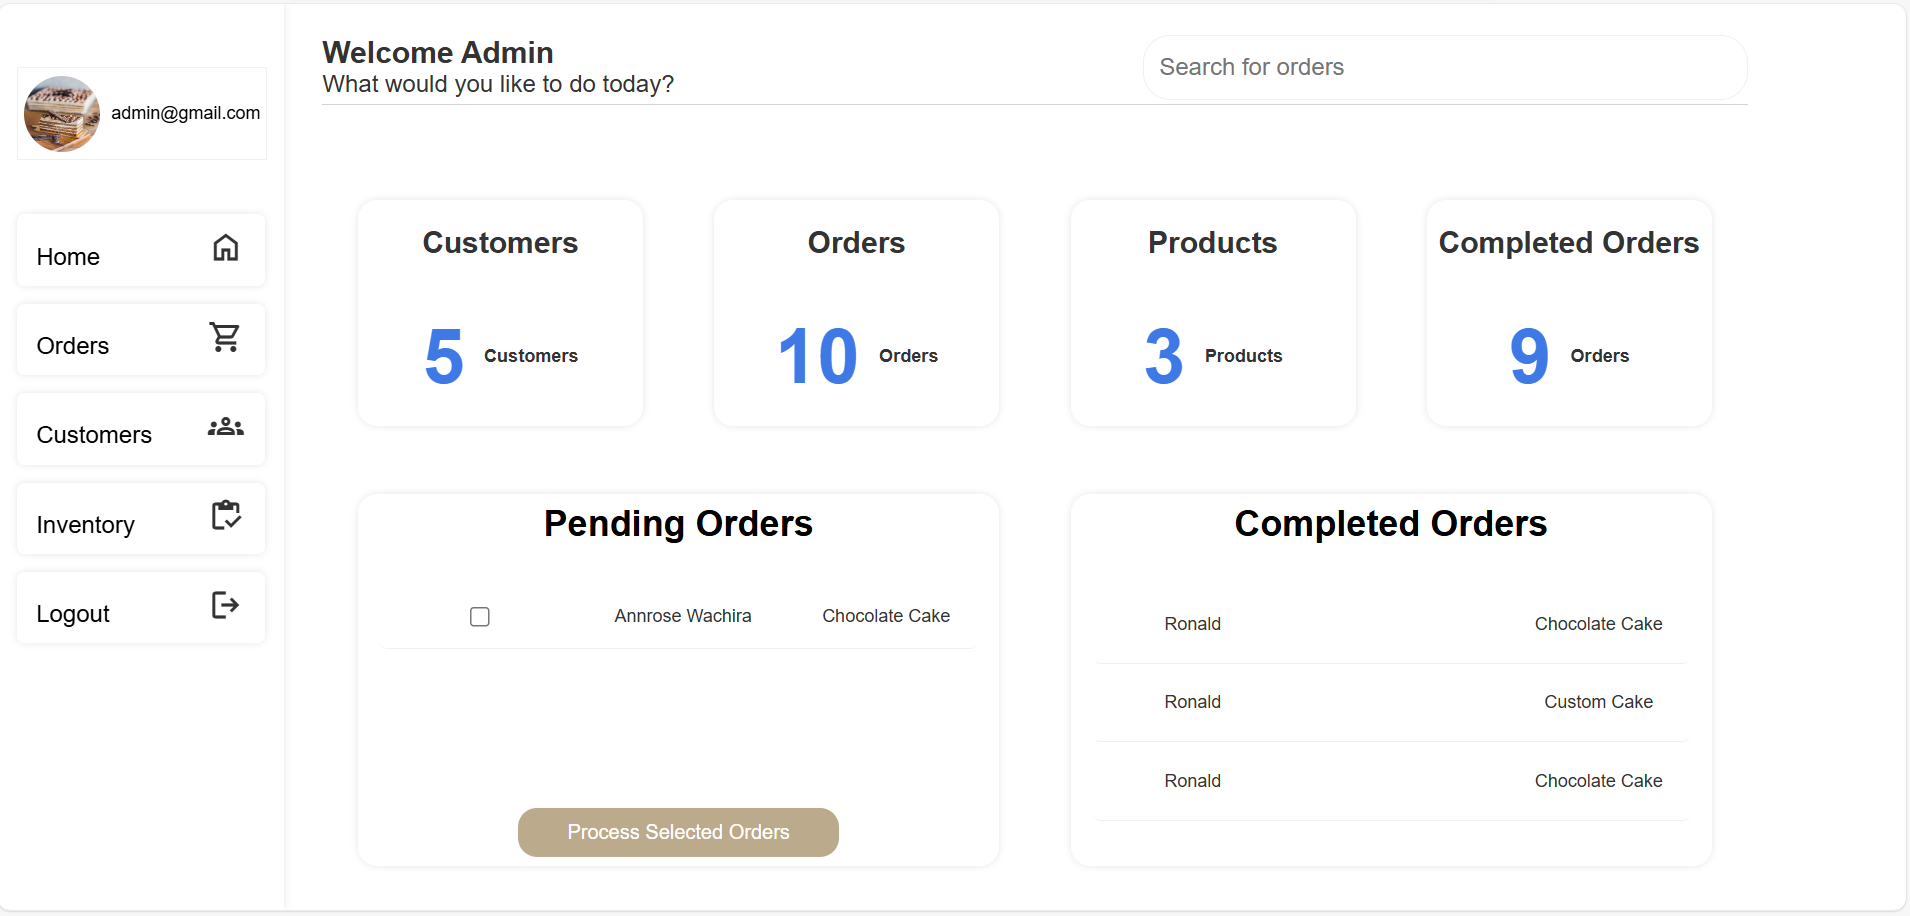 admin@gmail.com
Home
Orders
Customers
Inventory
Logout
Welcome Admin
What would you like to do today?
Search for orders
Customers
5 Customers
Orders
10 Orders
Products
3 Products
Completed Orders
9 Orders
Pending Orders
Annrose Wachira Chocolate Cake
Process Selected Orders
Completed Orders
Ronald Chocolate Cake
Ronald Custom Cake
Ronald Chocolate Cake